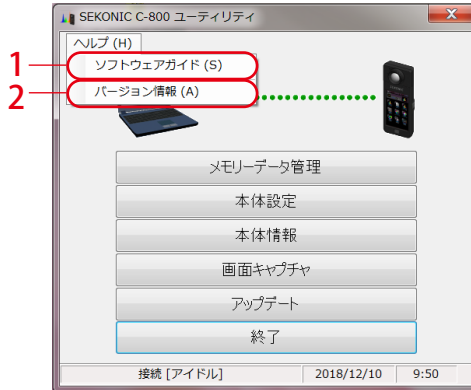 SEKONIC C-800 ユーティリティ
ヘルプ (H)
1 ソフトウェアガイド (S)
2 バージョン情報 (A)
メモリーデータ管理
本体設定
本体情報
画面キャプチャ
アップデート
終了
接続 [アイドル] 2018/12/10 9:50